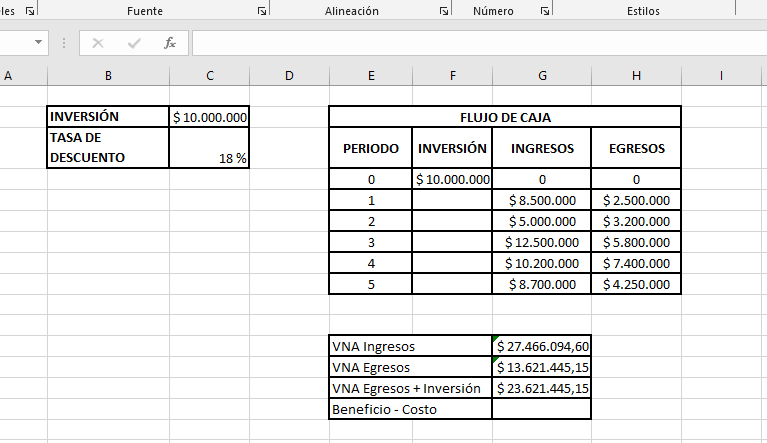 les Fuente Alineación Número Estilos
fx
A B C D E F G H I
INVERSIÓN $ 10.000.000 FLUJO DE CAJA
TASA DE
DESCUENTO 18 %
PERIODO INVERSIÓN INGRESOS EGRESOS
0 $ 10.000.000 0 0
1 $ 8.500.000 $ 2.500.000
2 $ 5.000.000 $ 3.200.000
3 $ 12.500.000 $ 5.800.000
4 $ 10.200.000 $ 7.400.000
5 $ 8.700.000 $ 4.250.000
VNA Ingresos $ 27.466.094,60
VNA Egresos $ 13.621.445,15
VNA Egresos + Inversión $ 23.621.445,15
Beneficio - Costo